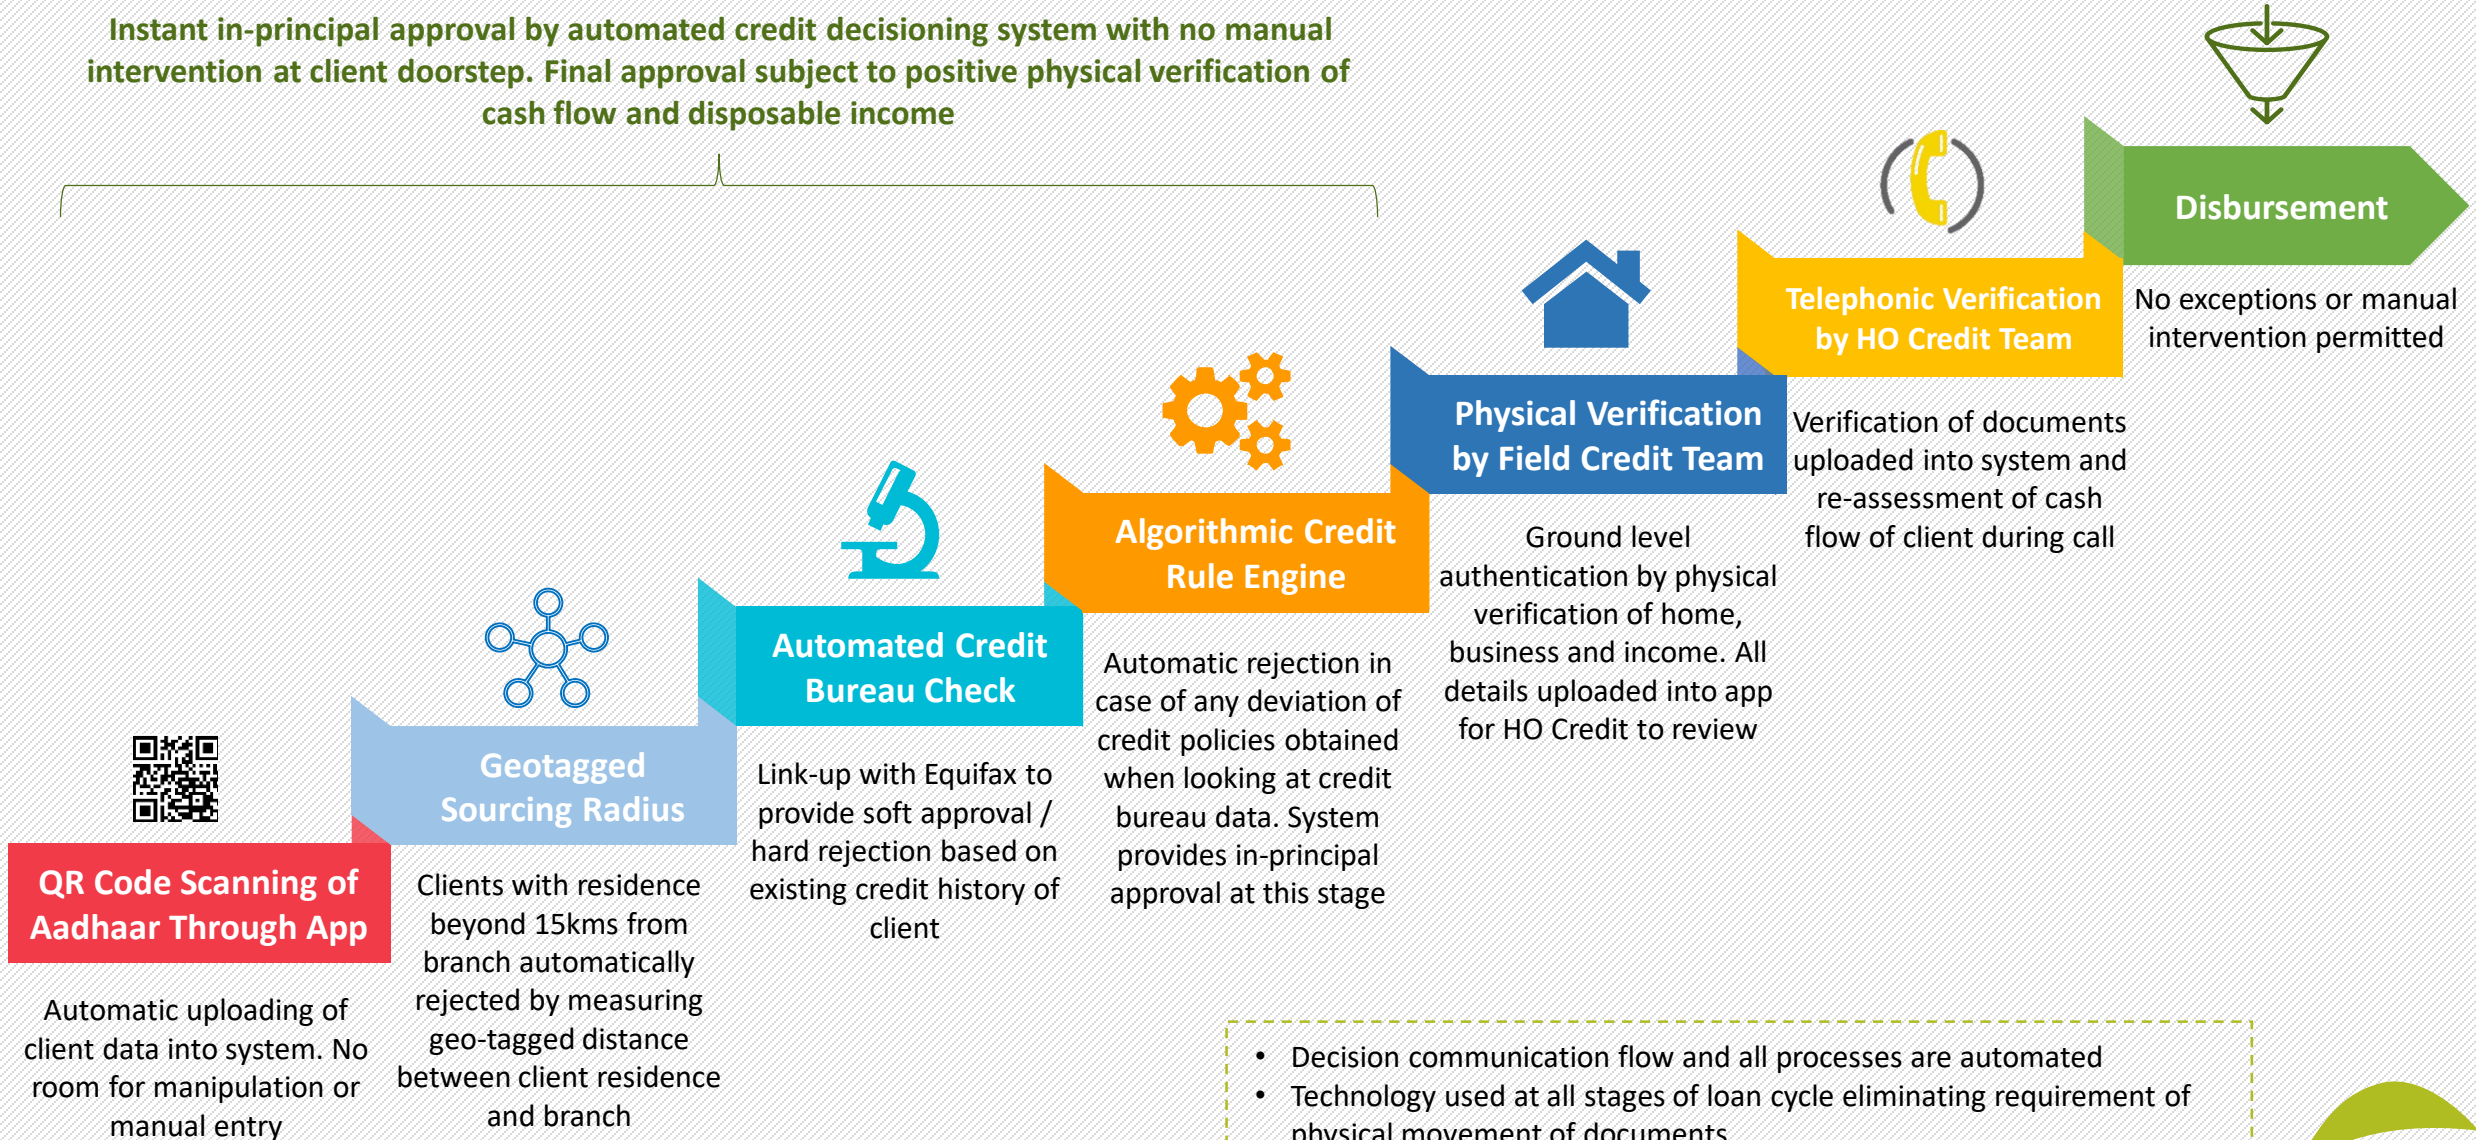 Instant in-principal approval by automated credit decisioning system with no manual
intervention at client doorstep. Final approval subject to positive physical verification of
cash flow and disposable income
QR Code Scanning of
Aadhaar Through App
Automatic uploading of
client data into system. No
room for manipulation or
manual entry
Geotagged
Sourcing Radius
Clients with residence
beyond 15kms from
branch automatically
rejected by measuring
geo-tagged distance
between client residence
and branch
Automated Credit
Bureau Check
Link-up with Equifax to
provide soft approval /
hard rejection based on
existing credit history of
client
Algorithmic Credit
Rule Engine
Automatic rejection in
case of any deviation of
credit policies obtained
when looking at credit
bureau data. System
provides in-principal
approval at this stage
Physical Verification
by Field Credit Team
Ground level
authentication by physical
verification of home,
business and income. All
details uploaded into app
for HO Credit to review
Telephonic Verification
by HO Credit Team
Verification of documents
uploaded into system and
re-assessment of cash
flow of client during call
Disbursement
No exceptions or manual
intervention permitted
• Decision communication flow and all processes are automated
• Technology used at all stages of loan cycle eliminating requirement of
physical movement of documents